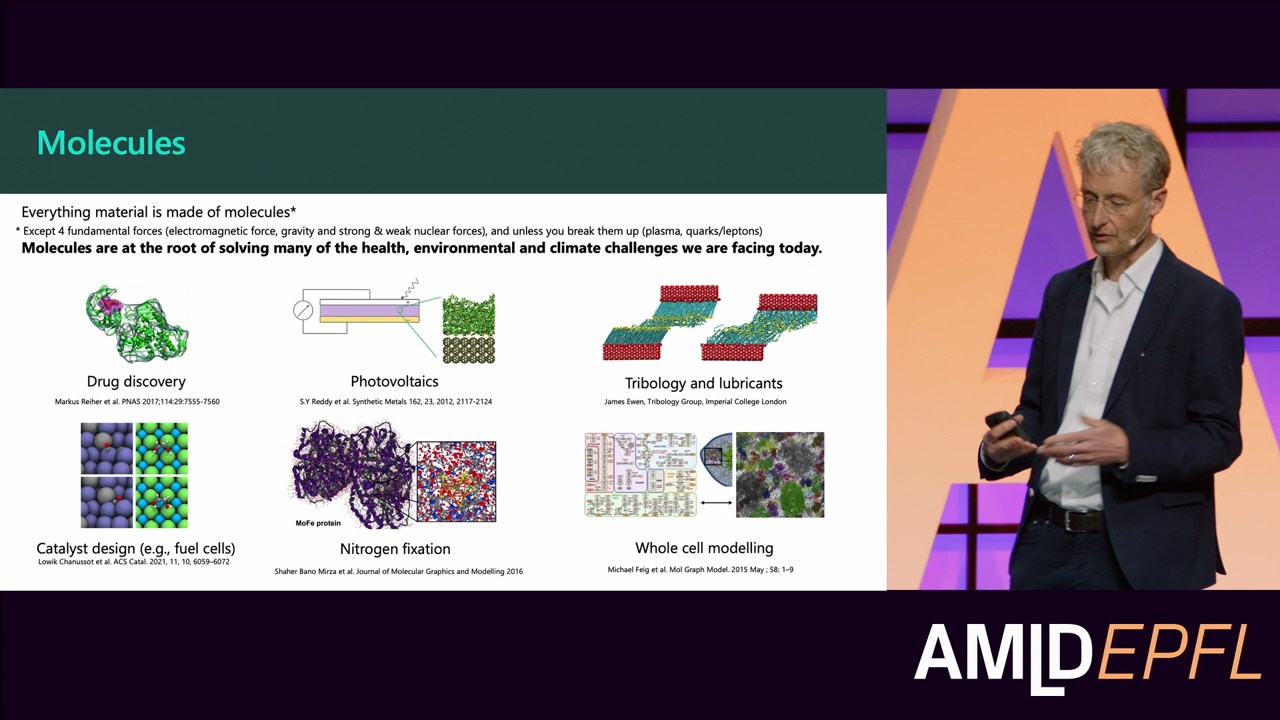 Molecules
Everything material is made of molecules*
* Except 4 fundamental forces (electromagnetic force, gravity and strong & weak nuclear forces), and unless you break them up (plasma, quarks/leptons)
Molecules are at the root of solving many of the health, environmental and climate challenges we are facing today.
Drug discovery
Markus Reiher et al. PNAS 2017;114:29:7555-7560
Photovoltaics
S.Y Reddy et al. Synthetic Metals 162, 23, 2012, 2117-2124
Tribology and lubricants
James Ewen, Tribology Group, Imperial College London
MoFe protein
Catalyst design (e.g., fuel cells)
Lowik Chanussot et al. ACS Catal. 2021, 11, 10, 6059–6072
Nitrogen fixation
Shaher Bano Mirza et al. Journal of Molecular Graphics and Modelling 2016
Whole cell modelling
Michael Feig et al. Mol Graph Model. 2015 May ; 58: 1–9
AMLD EPFL